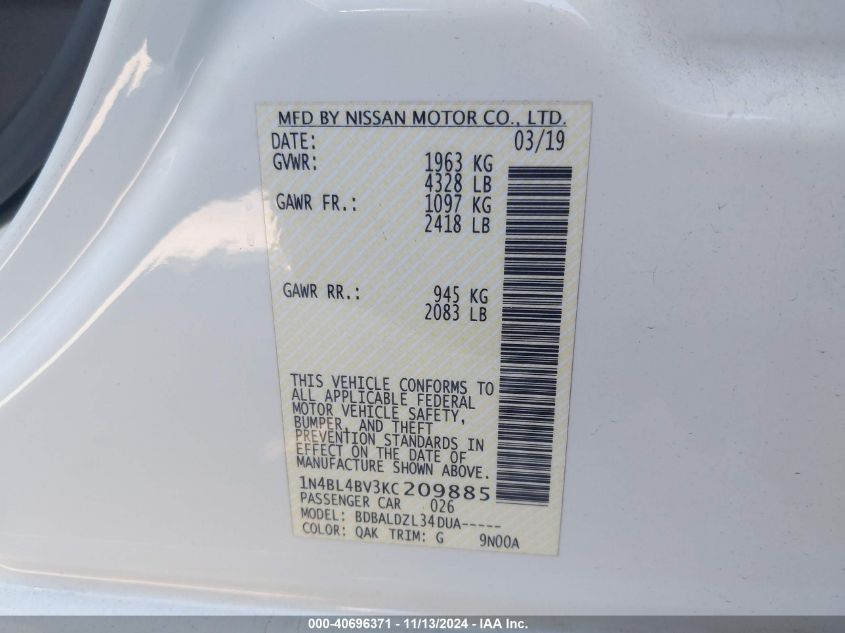 MFD BY NISSAN MOTOR CO., LTD.
DATE: 03/19
GVWR: 1963 KG
4328 LB
GAWR FR.: 1097 KG
2418 LB
GAWR RR.: 945 KG
2083 LB
THIS VEHICLE CONFORMS TO
ALL APPLICABLE FEDERAL
MOTOR VEHICLE SAFETY,
BUMPER, AND THEFT
PREVENTION STANDARDS IN
EFFECT ON THE DATE OF
MANUFACTURE SHOWN ABOVE.
1N4BL4BV3KC209885
PASSENGER CAR 026
MODEL: BDBALDZL34DUA-----
COLOR: QAK TRIM: G 9N00A
000-40696371 - 11/13/2024 - IAA Inc.